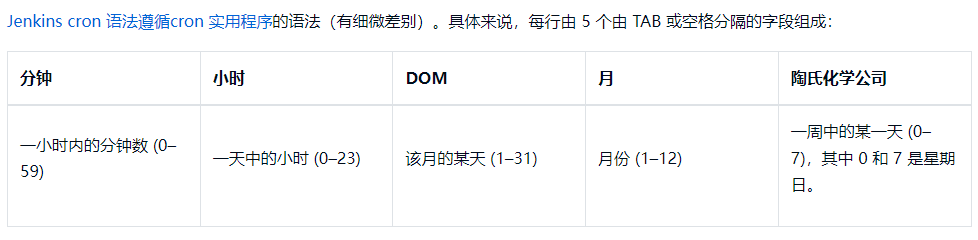 Jenkins cron 语法遵循cron 实用程序的语法（有细微差别）。具体来说，每行由 5 个由 TAB 或空格分隔的字段组成：
分钟 小时 DOM 月 陶氏化学公司
一小时内的分钟数 (0–59) 一天中的小时 (0–23) 该月的某天 (1–31) 月份 (1–12) 一周中的某一天 (0–7)，其中 0 和 7 是星期日。